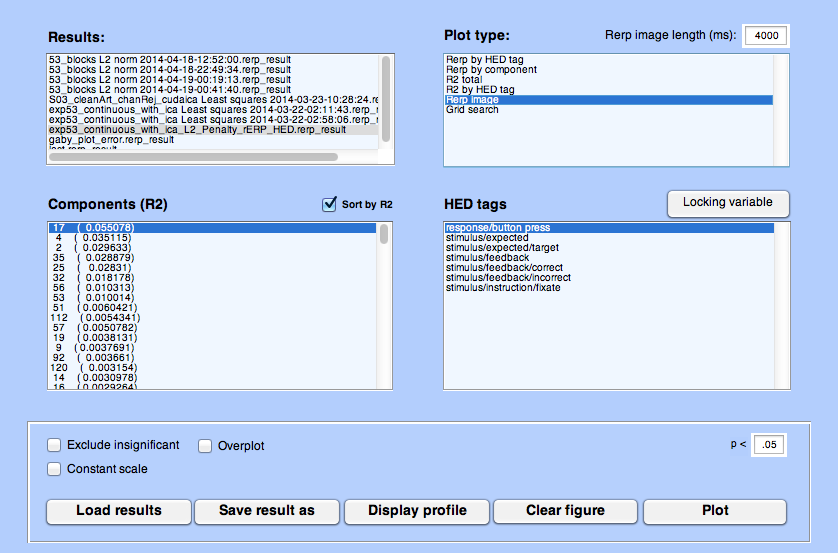 Results:
53_blocks L2 norm 2014-04-18-12:52:00.rerp_result
53_blocks L2 norm 2014-04-18-22:49:34.rerp_result
53_blocks L2 norm 2014-04-19-00:19:13.rerp_result
53_blocks L2 norm 2014-04-19-00:41:40.rerp_result
S03_cleanArt_chanRej_cudaica Least squares 2014-03-23-10:28:24.re
exp53_continuous_with_ica Least squares 2014-03-22-02:11:43.rerp_
exp53_continuous_with_ica Least squares 2014-03-22-02:58:06.rerp_
exp53_continuous_with_ica_L2_Penalty_rERP_HED.rerp_result
gaby_plot_error.rerp_result
Plot type:
Rerp image length (ms): 4000
Rerp by HED tag
Rerp by component
R2 total
R2 by HED tag
Rerp image
Grid search
Components (R2)
Sort by R2
17 ( 0.055078)
4 ( 0.035115)
2 ( 0.029633)
35 ( 0.028879)
25 ( 0.02831)
32 ( 0.018178)
56 ( 0.010313)
53 ( 0.010014)
51 ( 0.0060421)
112 ( 0.0054341)
57 ( 0.0050782)
19 ( 0.0038131)
9 ( 0.0037691)
92 ( 0.003661)
120 ( 0.003154)
14 ( 0.0030978)
16 ( 0.0029264)
HED tags
Locking variable
response/button press
stimulus/expected
stimulus/expected/target
stimulus/feedback
stimulus/feedback/correct
stimulus/feedback/incorrect
stimulus/instruction/fixate
Exclude insignificant
Overplot
p < .05
Constant scale
Load results
Save result as
Display profile
Clear figure
Plot